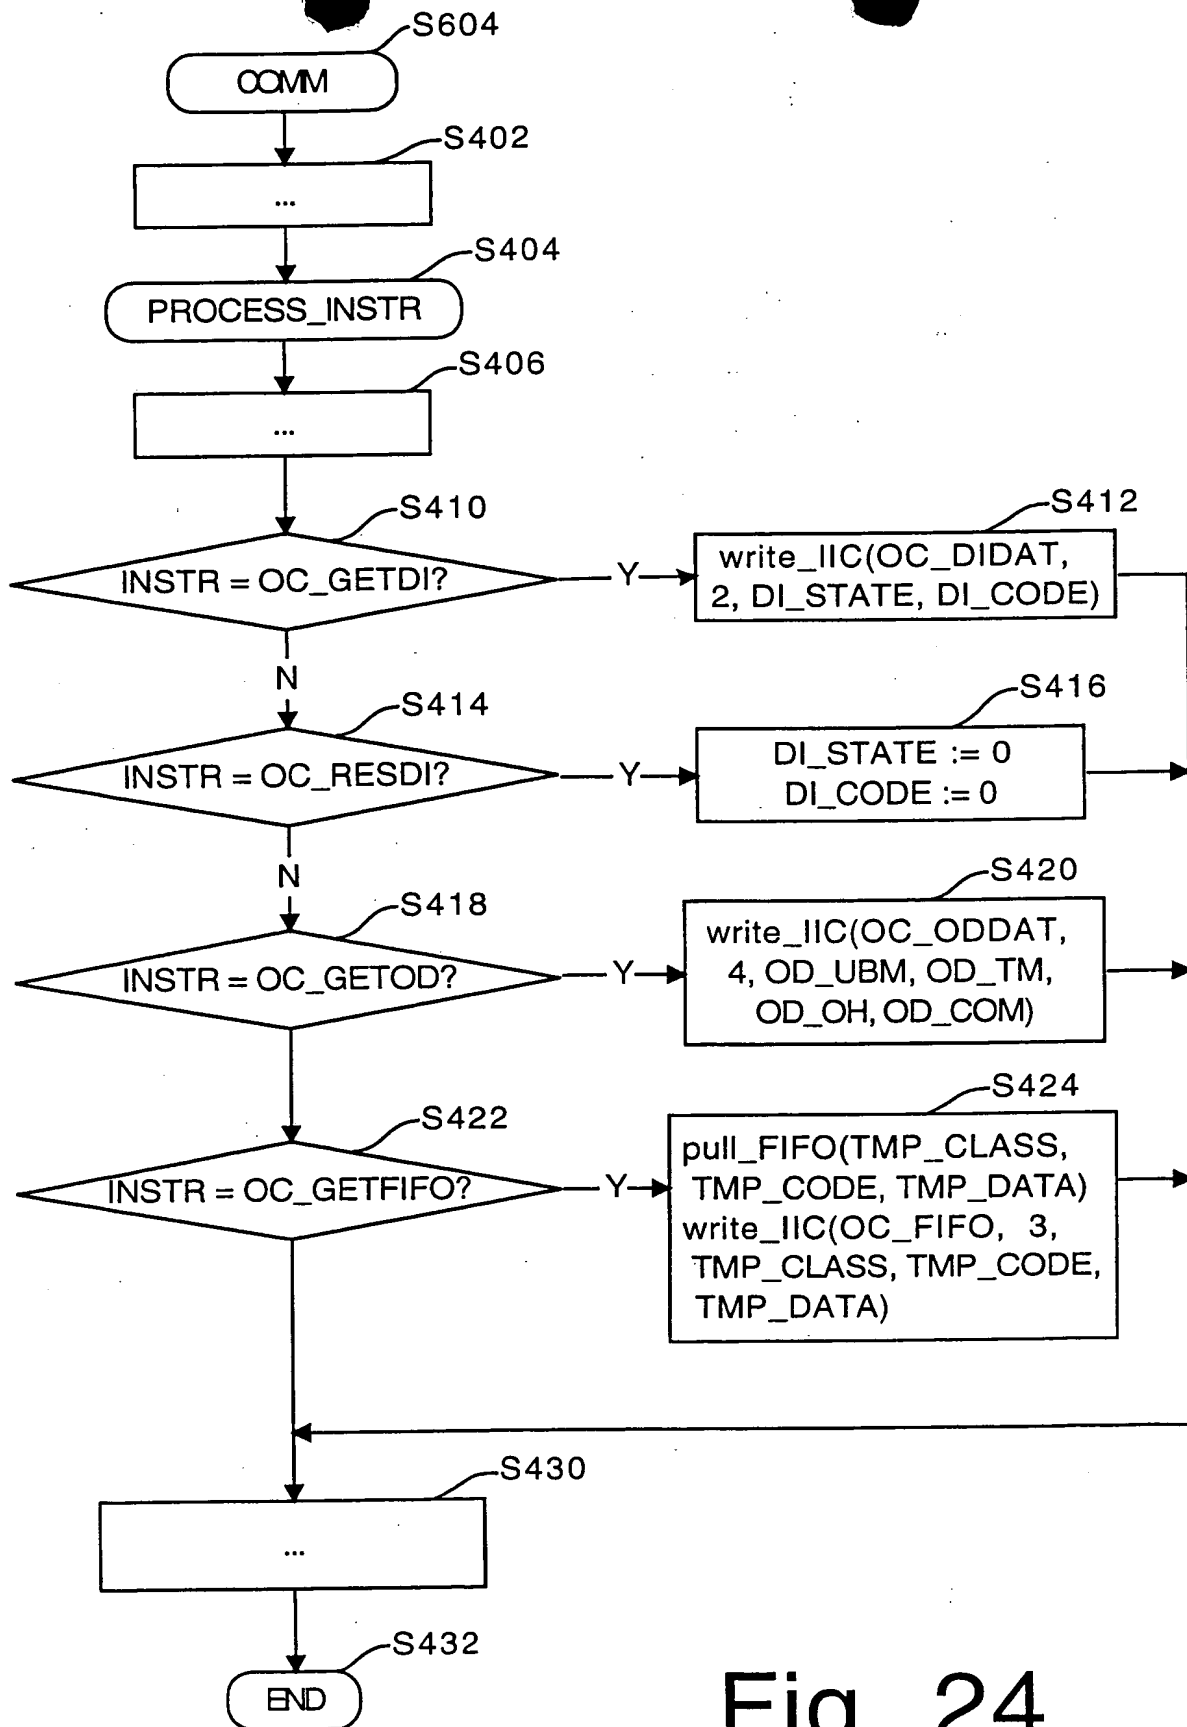 S604
COMM
S402
...
S404
PROCESS_INSTR
S406
...
S410
INSTR = OC_GETDI?
Y
S412
write_IIC(OC_DIDAT,
2, DI_STATE, DI_CODE)
N
S414
INSTR = OC_RESDI?
Y
S416
DI_STATE := 0
DI_CODE := 0
N
S418
INSTR = OC_GETOD?
Y
S420
write_IIC(OC_ODDAT,
4, OD_UBM, OD_TM,
OD_OH, OD_COM)
S422
INSTR = OC_GETFIFO?
Y
S424
pull_FIFO(TMP_CLASS,
TMP_CODE, TMP_DATA)
write_IIC(OC_FIFO, 3,
TMP_CLASS, TMP_CODE,
TMP_DATA)
S430
...
S432
END
Fig. 24